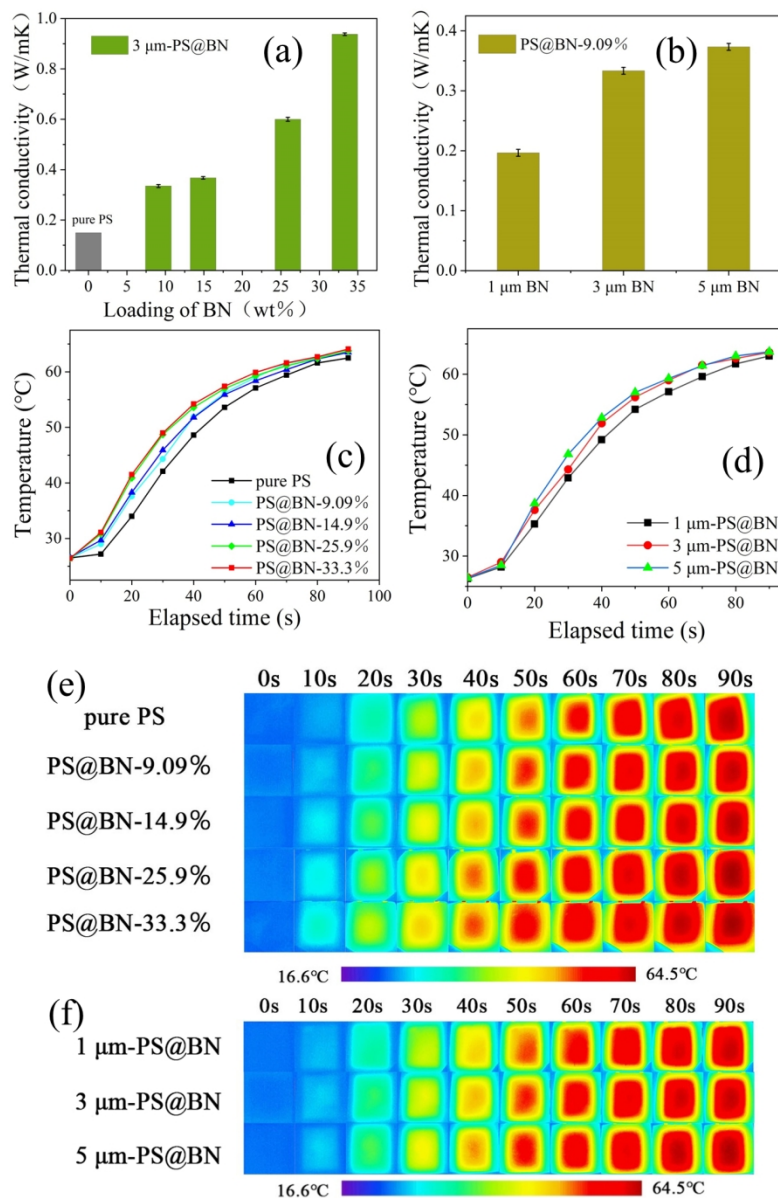 (a)
3 μm-PS@BN
pure PS
Thermal conductivity（W/mK）
1.0
0.8
0.6
0.4
0.2
0.0
0 5 10 15 20 25 30 35
Loading of BN（wt%）
(b)
PS@BN-9.09%
Thermal conductivity（W/mK）
0.4
0.3
0.2
0.1
0.0
1 μm BN 3 μm BN 5 μm BN
(c)
Temperature (℃)
60
50
40
30
pure PS
PS@BN-9.09%
PS@BN-14.9%
PS@BN-25.9%
PS@BN-33.3%
0 20 40 60 80 100
Elapsed time (s)
(d)
Temperature (℃)
60
50
40
30
1 μm-PS@BN
3 μm-PS@BN
5 μm-PS@BN
0 20 40 60 80
Elapsed time (s)
(e)
0s 10s 20s 30s 40s 50s 60s 70s 80s 90s
pure PS
PS@BN-9.09%
PS@BN-14.9%
PS@BN-25.9%
PS@BN-33.3%
16.6℃ 64.5℃
(f)
0s 10s 20s 30s 40s 50s 60s 70s 80s 90s
1 μm-PS@BN
3 μm-PS@BN
5 μm-PS@BN
16.6℃ 64.5℃